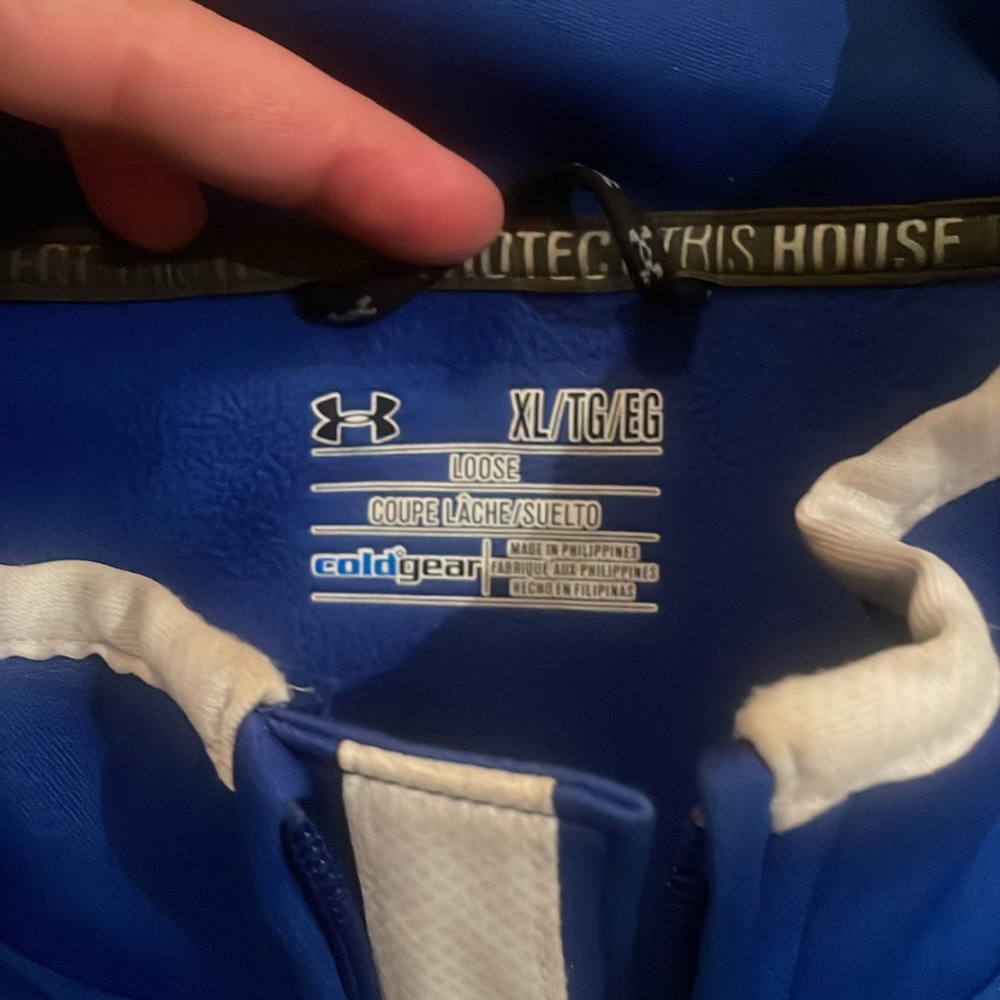 THIS HOUSE
XL/TG/EG
LOOSE
COUPE LÂCHE/SUELTO
coldgear
MADE IN PHILIPPINES
FABRIQUÉ AUX PHILIPPINES
HECHO EN FILIPINAS